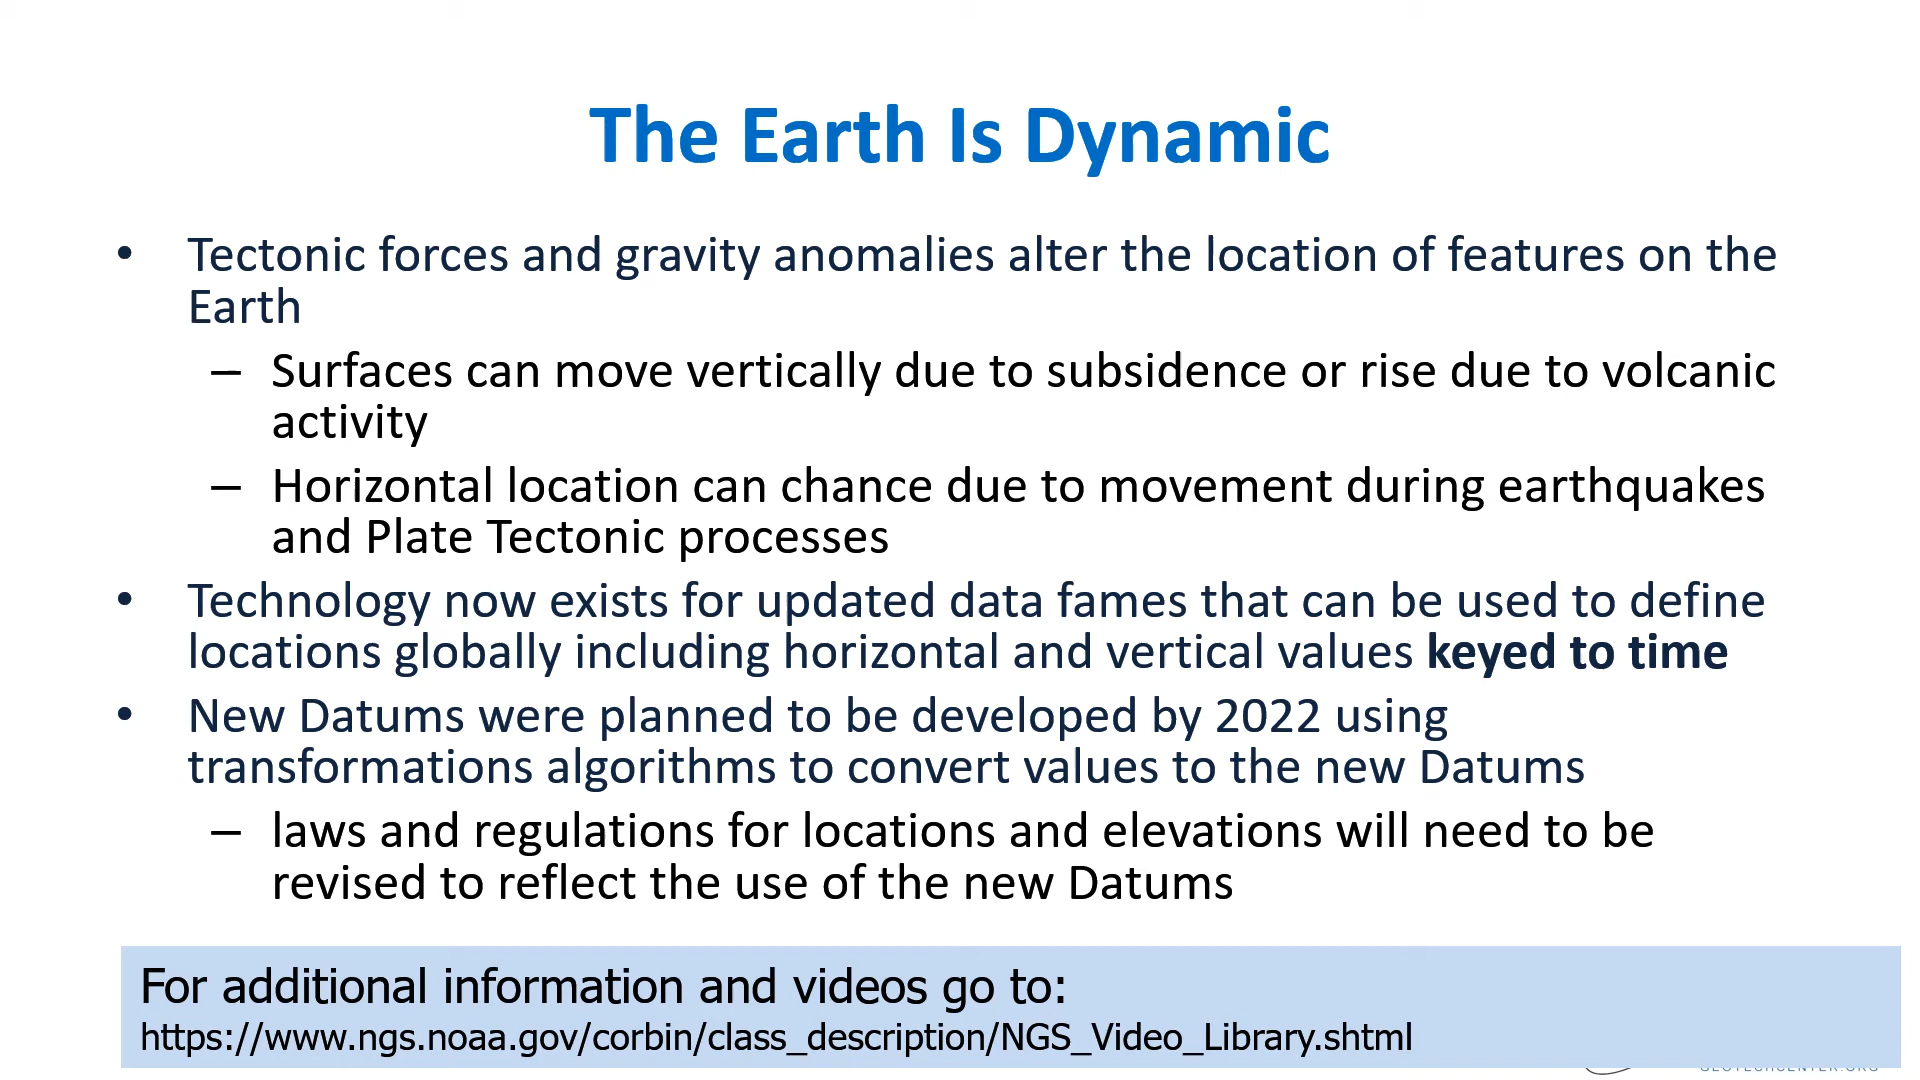 The Earth Is Dynamic
• Tectonic forces and gravity anomalies alter the location of features on the
Earth
– Surfaces can move vertically due to subsidence or rise due to volcanic
activity
– Horizontal location can chance due to movement during earthquakes
and Plate Tectonic processes
• Technology now exists for updated data fames that can be used to define
locations globally including horizontal and vertical values keyed to time
• New Datums were planned to be developed by 2022 using
transformations algorithms to convert values to the new Datums
– laws and regulations for locations and elevations will need to be
revised to reflect the use of the new Datums
For additional information and videos go to:
https://www.ngs.noaa.gov/corbin/class_description/NGS_Video_Library.shtml